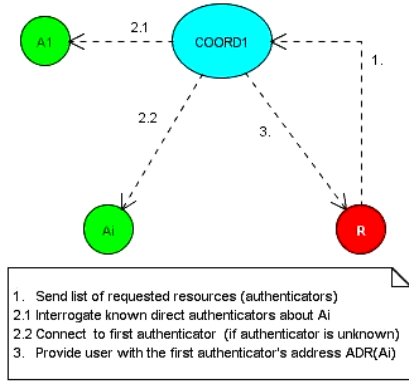 2.1
A1
COORD1
1.
2.2
3.
Ai
R
1. Send list of requested resources (authenticators)
2.1 Interrogate known direct authenticators about Ai
2.2 Connect to first authenticator (if authenticator is unknown)
3. Provide user with the first authenticator's address ADR(Ai)